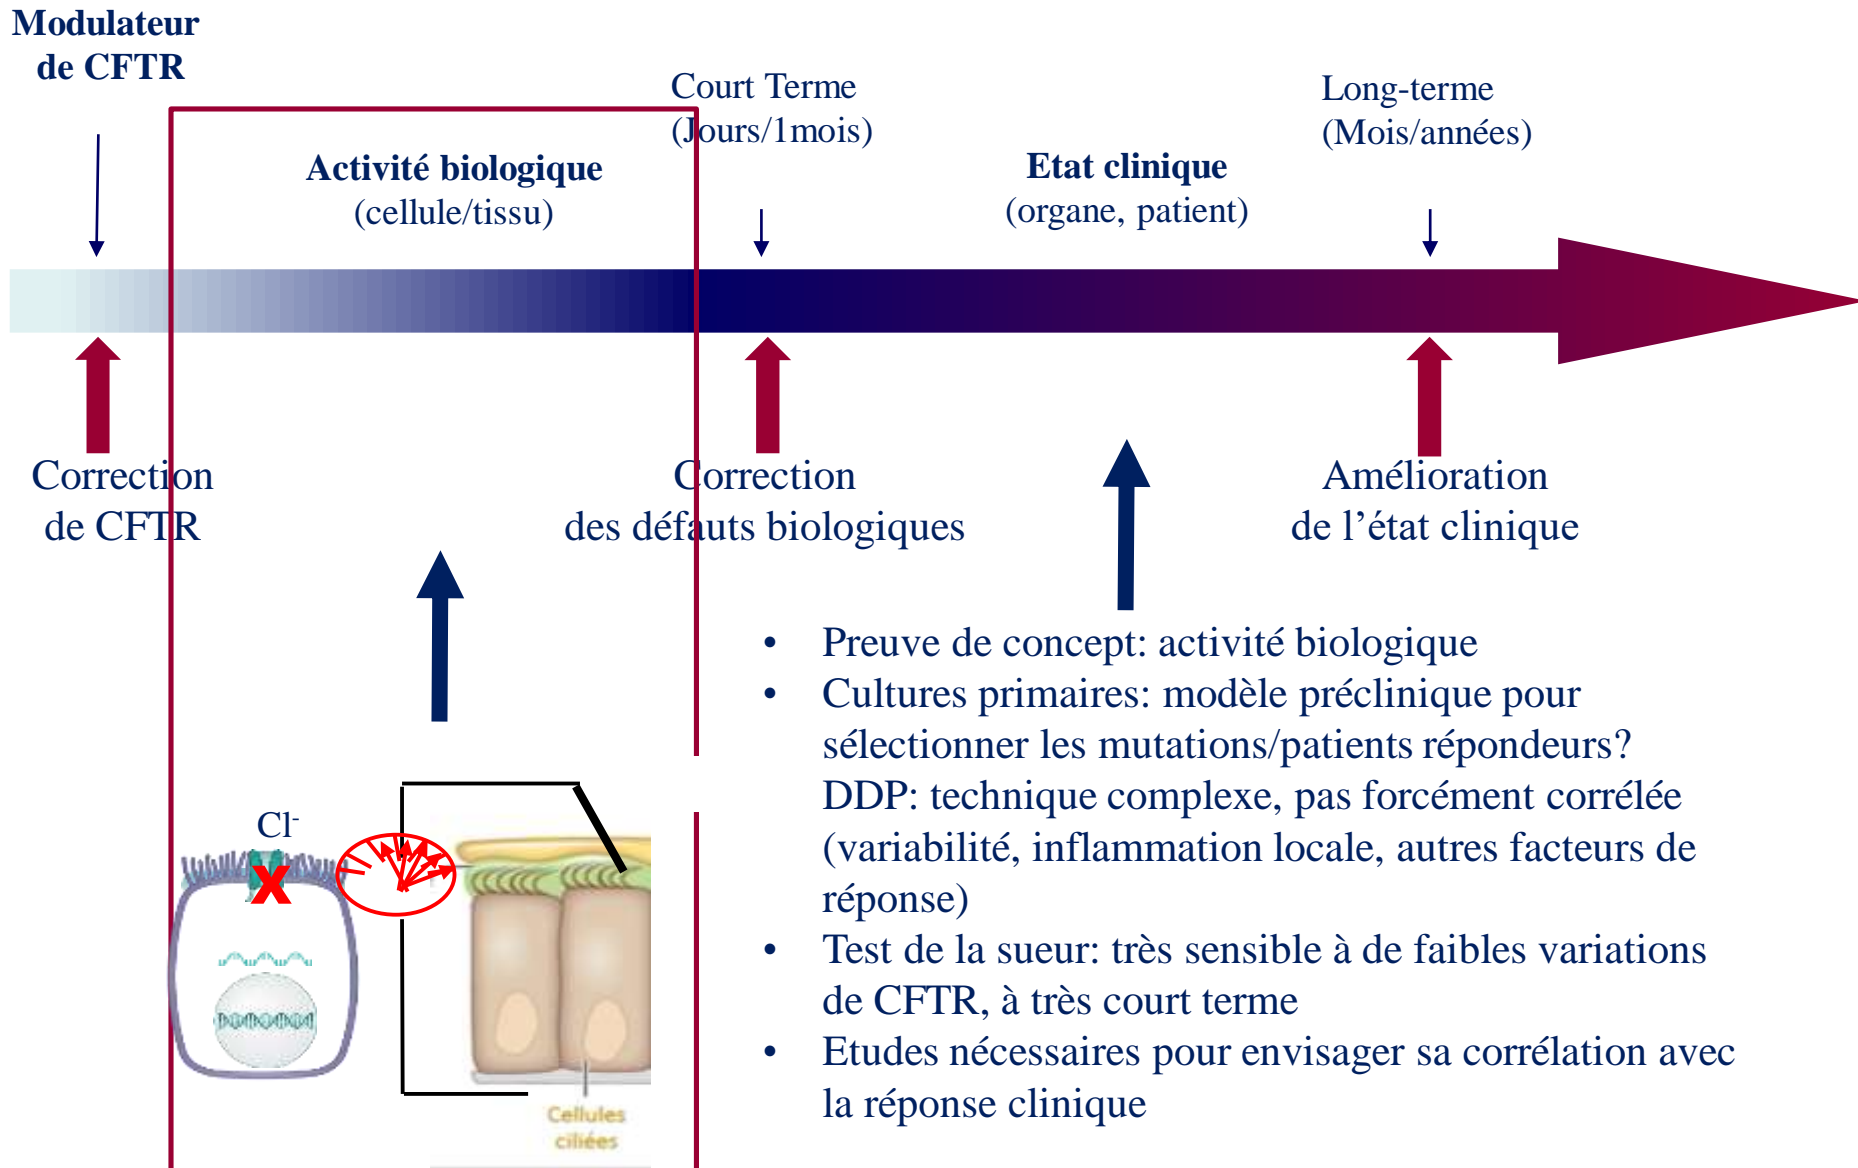 Modulateur
de CFTR
Court Terme
(Jours/1mois)
Long-terme
(Mois/années)
Activité biologique
(cellule/tissu)
Etat clinique
(organe, patient)
Correction
de CFTR
Correction
des défauts biologiques
Amélioration
de l’état clinique
• Preuve de concept: activité biologique
• Cultures primaires: modèle préclinique pour
sélectionner les mutations/patients répondeurs?
DDP: technique complexe, pas forcément corrélée
(variabilité, inflammation locale, autres facteurs de
réponse)
• Test de la sueur: très sensible à de faibles variations
de CFTR, à très court terme
• Etudes nécessaires pour envisager sa corrélation avec
la réponse clinique
Cl-
X
Cellules
ciliées